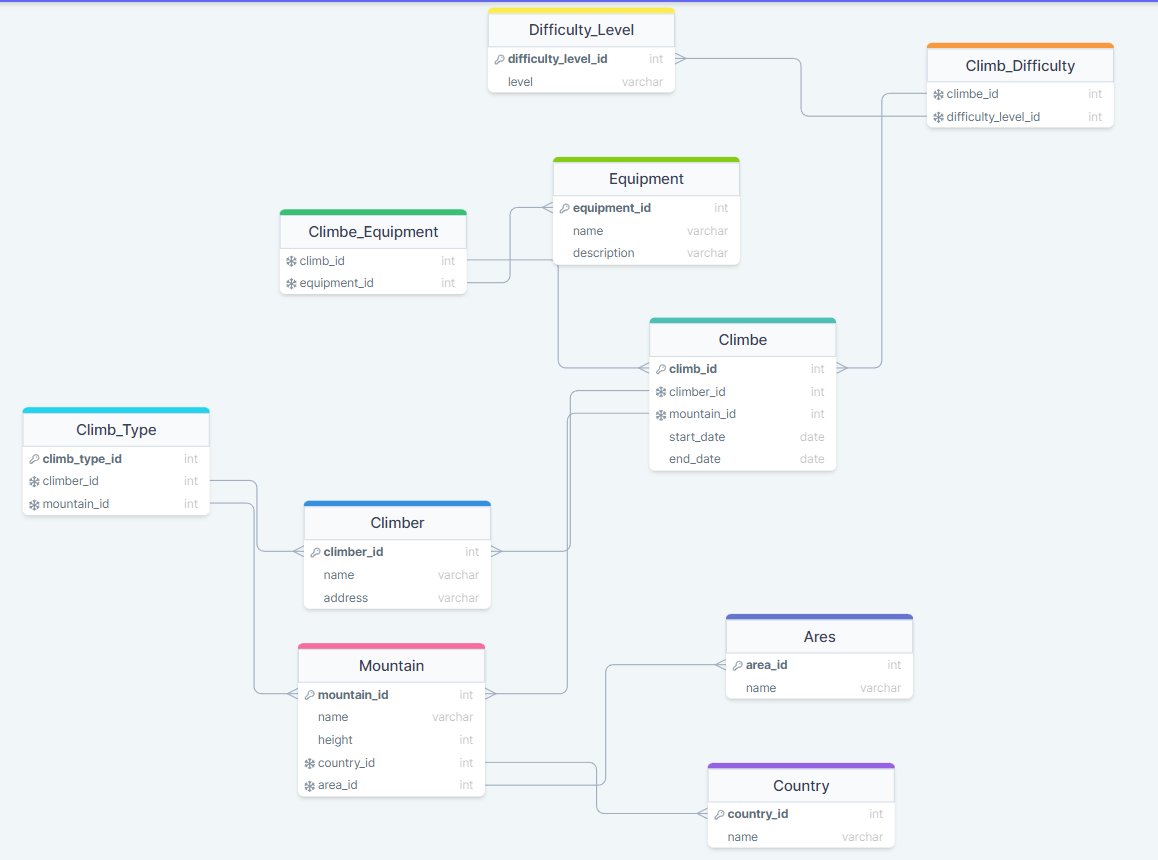 Difficulty_Level
difficulty_level_id int
level varchar
Climb_Difficulty
climbe_id int
difficulty_level_id int
Equipment
equipment_id int
name varchar
description varchar
Climbe_Equipment
climb_id int
equipment_id int
Climbe
climb_id int
climber_id int
mountain_id int
start_date date
end_date date
Climb_Type
climb_type_id int
climber_id int
mountain_id int
Climber
climber_id int
name varchar
address varchar
Mountain
mountain_id int
name varchar
height int
country_id int
area_id int
Ares
area_id int
name varchar
Country
country_id int
name varchar